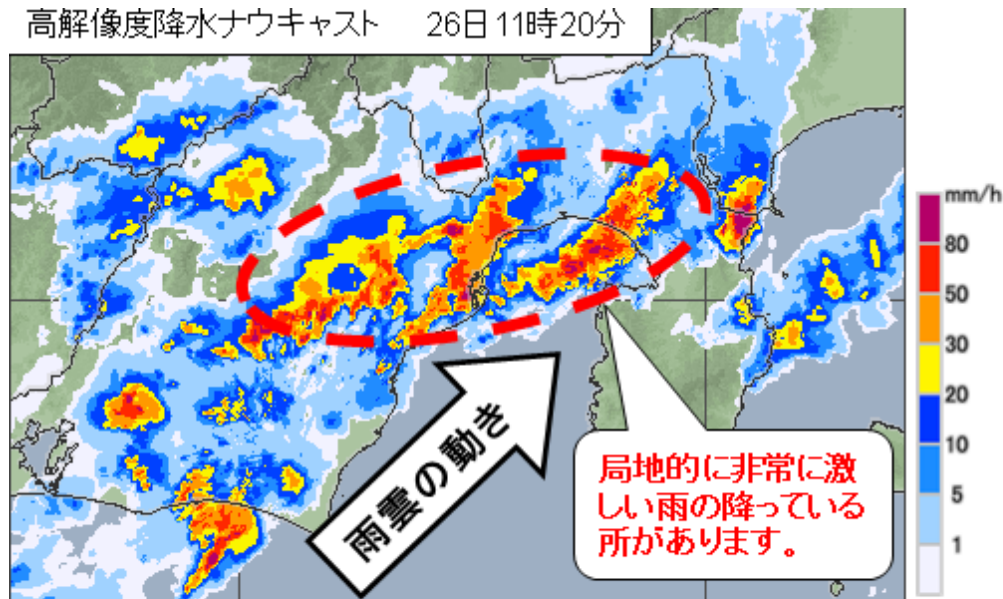 高解像度降水ナウキャスト 26日11時20分
mm/h
80
50
30
20
10
5
1
雨雲の動き
局地的に非常に激
しい雨の降っている
所があります。